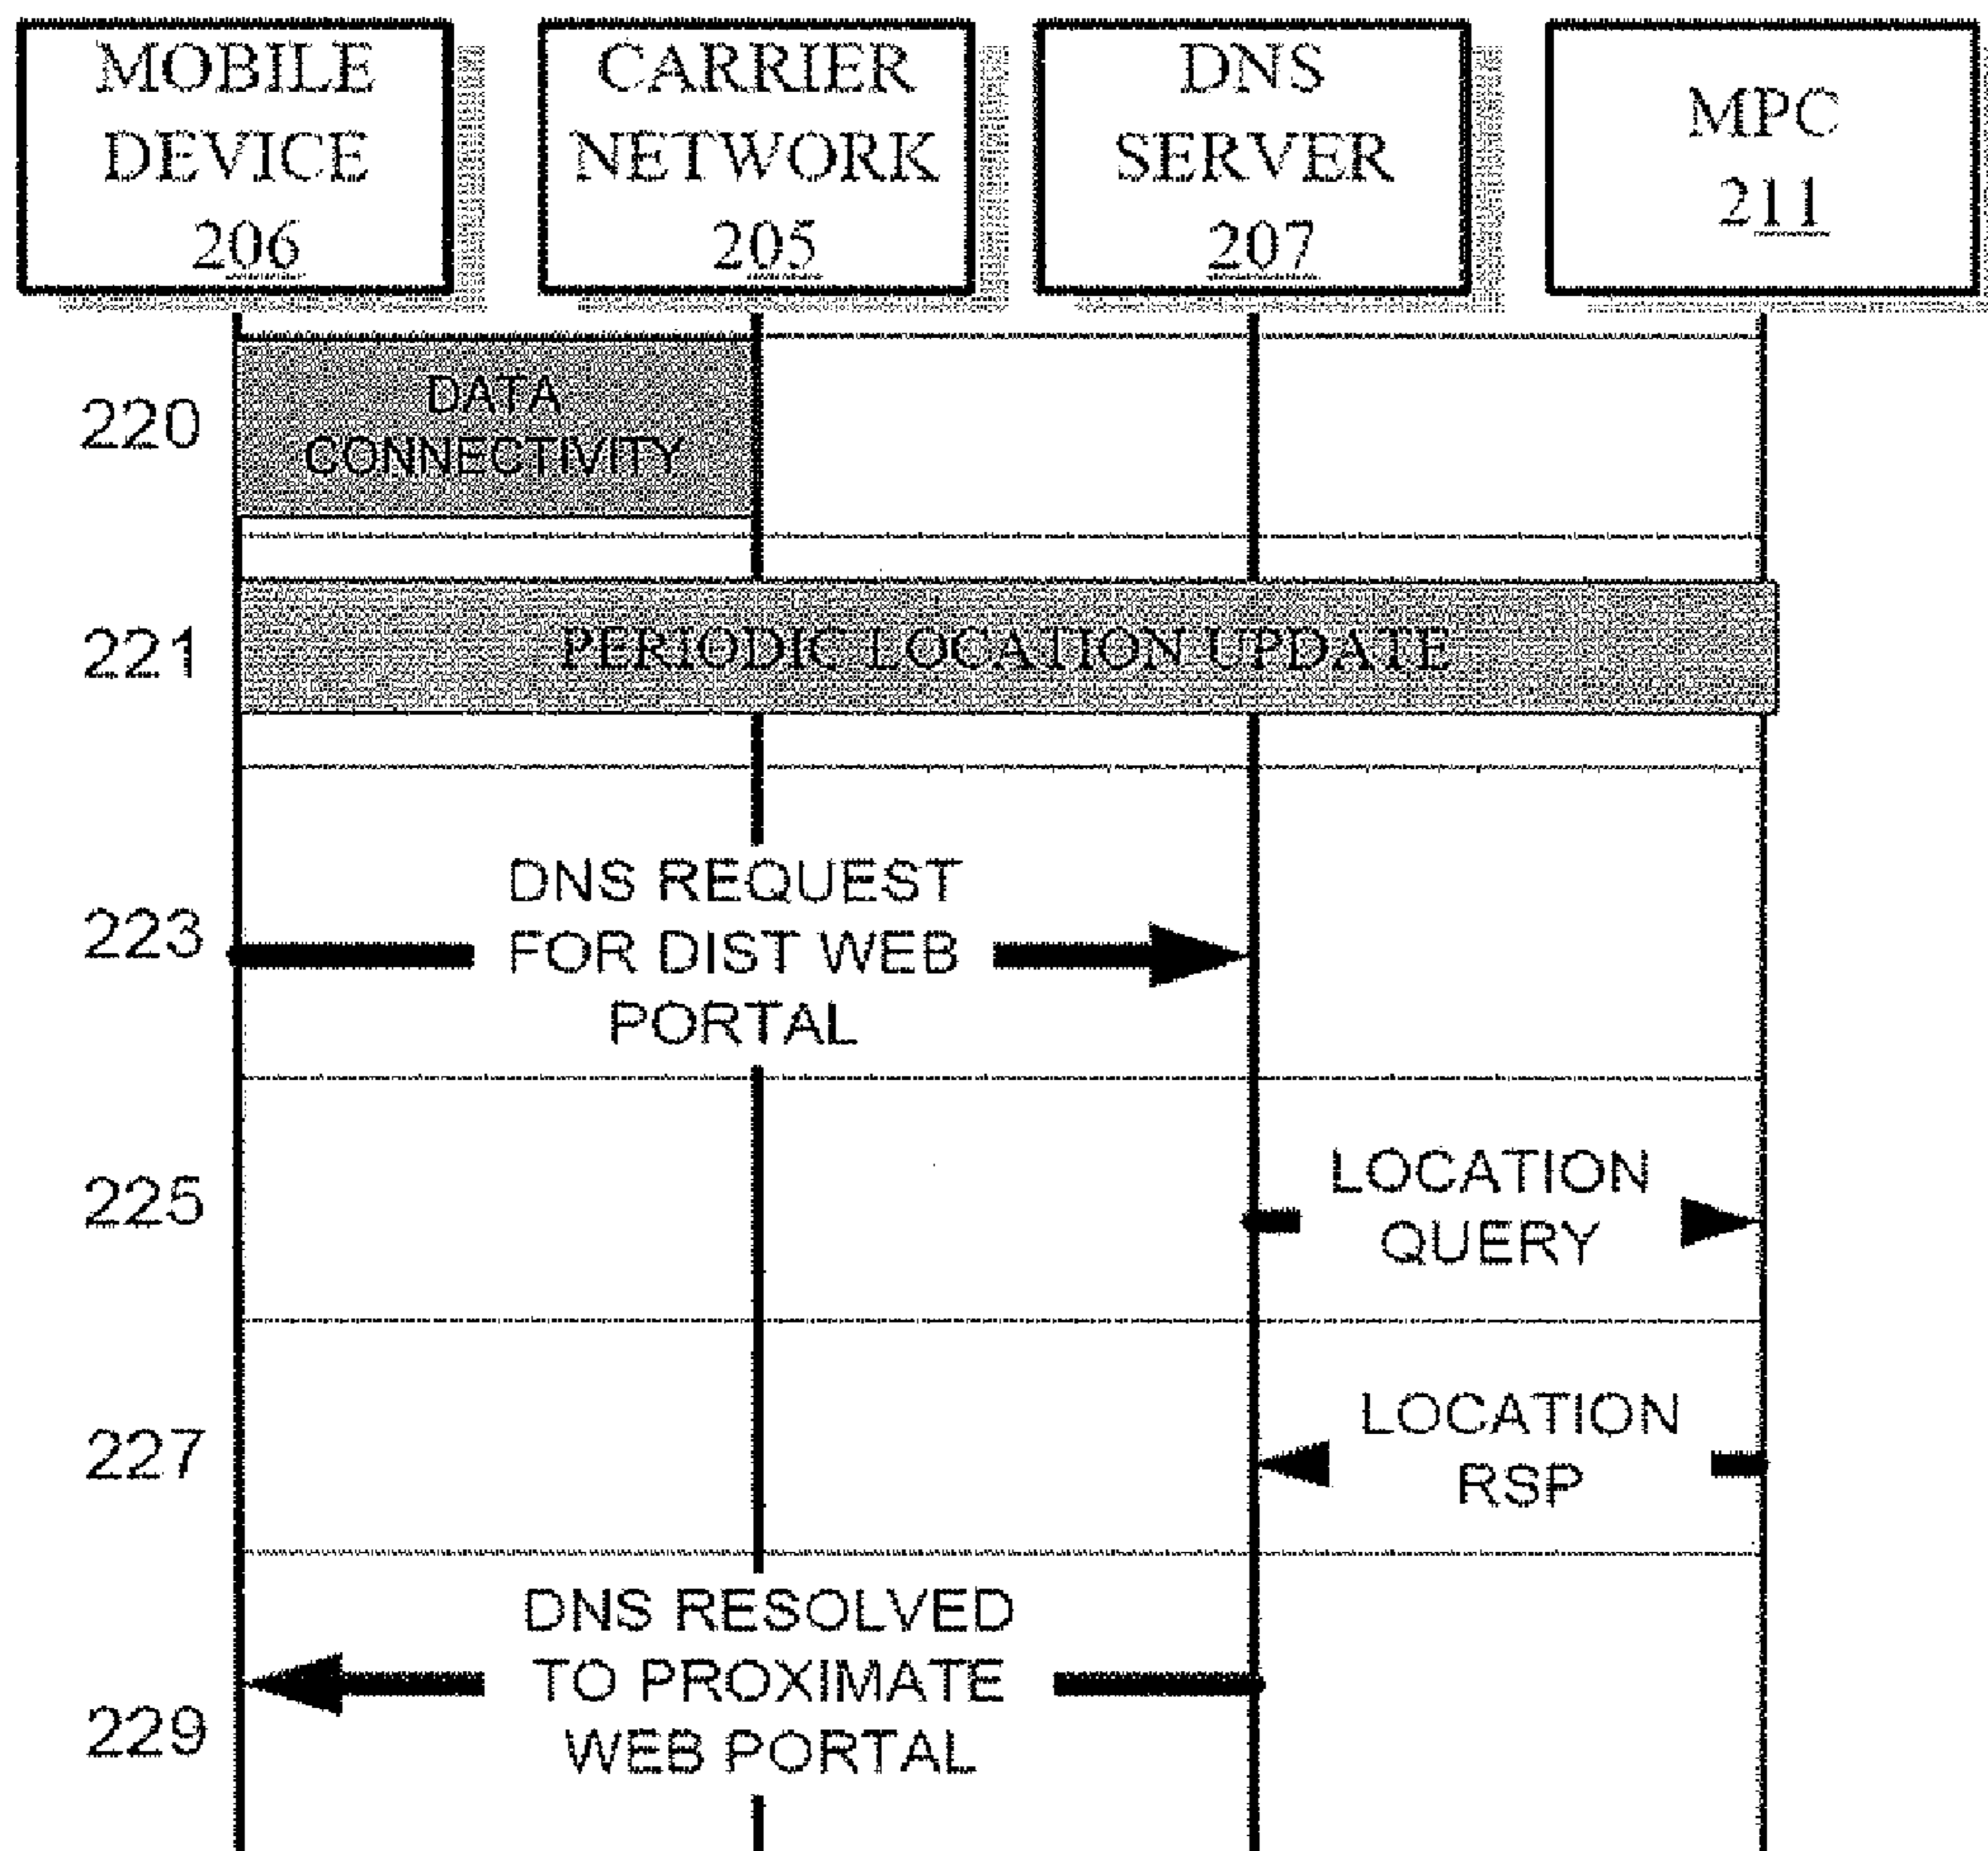 MOBILE
DEVICE
206
CARRIER
NETWORK
205
DNS
SERVER
207
MPC
211
220
DATA
CONNECTIVITY
221
PERIODIC LOCATION UPDATE
223
DNS REQUEST
FOR DIST WEB
PORTAL
225
LOCATION
QUERY
227
LOCATION
RSP
229
DNS RESOLVED
TO PROXIMATE
WEB PORTAL